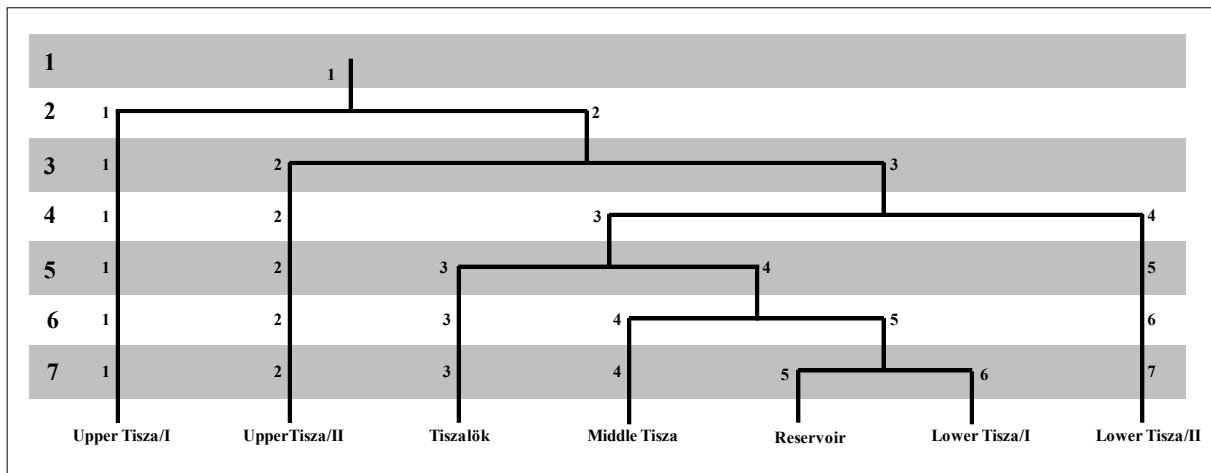 1 1
2 1 2
3 1 2 3
4 1 2 3 4
5 1 2 3 4 5
6 1 2 3 4 5 6
7 1 2 3 4 5 6 7
Upper Tisza/I UpperTisza/II Tiszalök Middle Tisza Reservoir Lower Tisza/I Lower Tisza/II